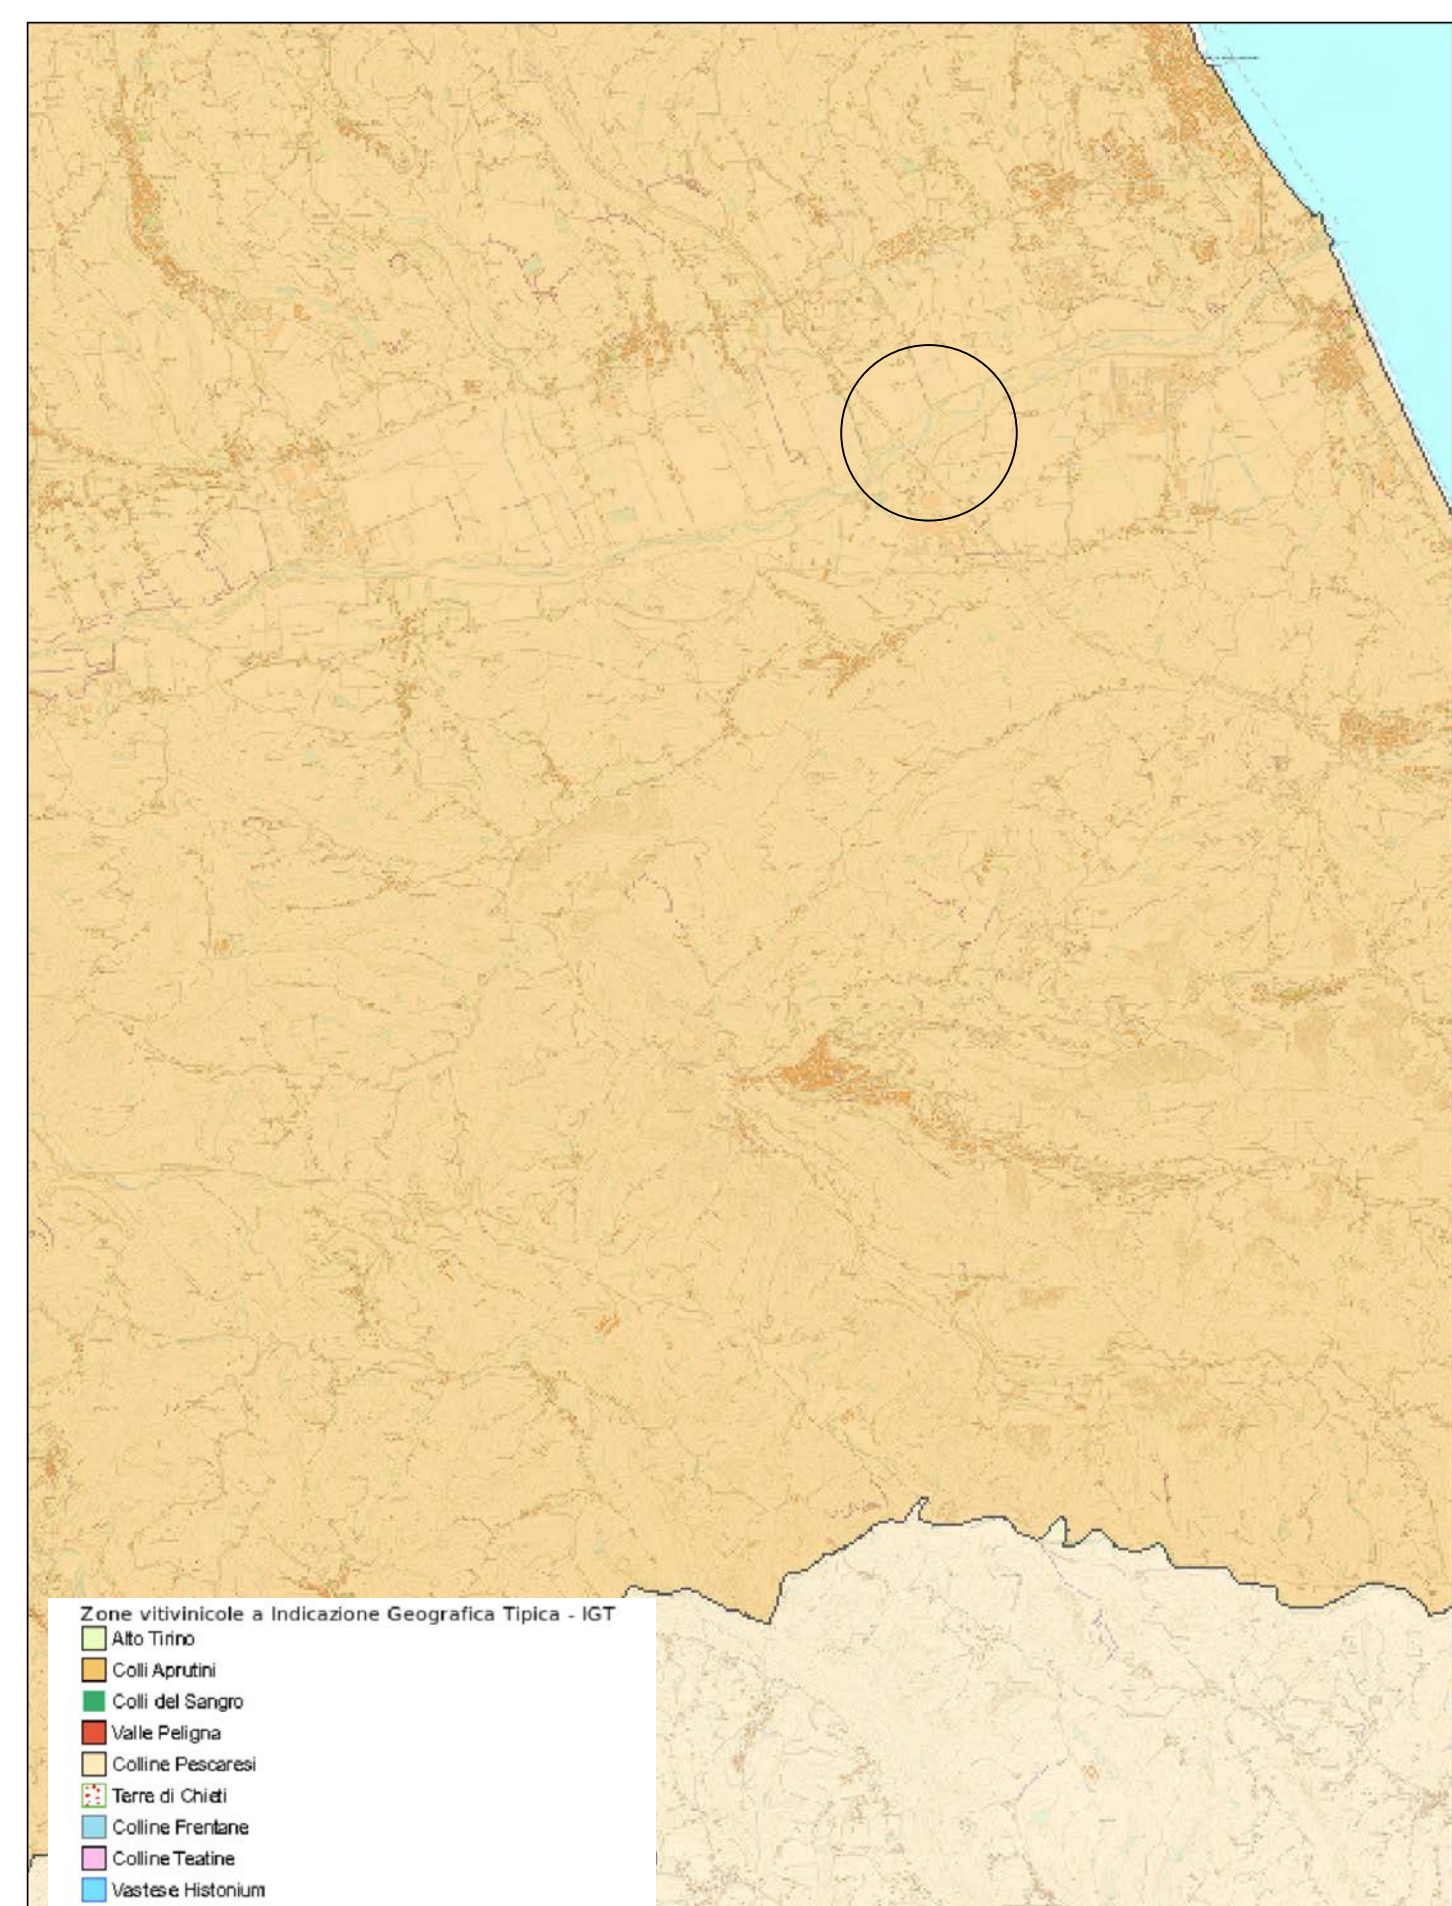 Zone vitivinicole a Indicazione Geografica Tipica - IGT
Alto Tirino
Colli Aprutini
Colli del Sangro
Valle Peligna
Colline Pescaresi
Terre di Chieti
Colline Frentane
Colline Teatine
Vastese Histonium